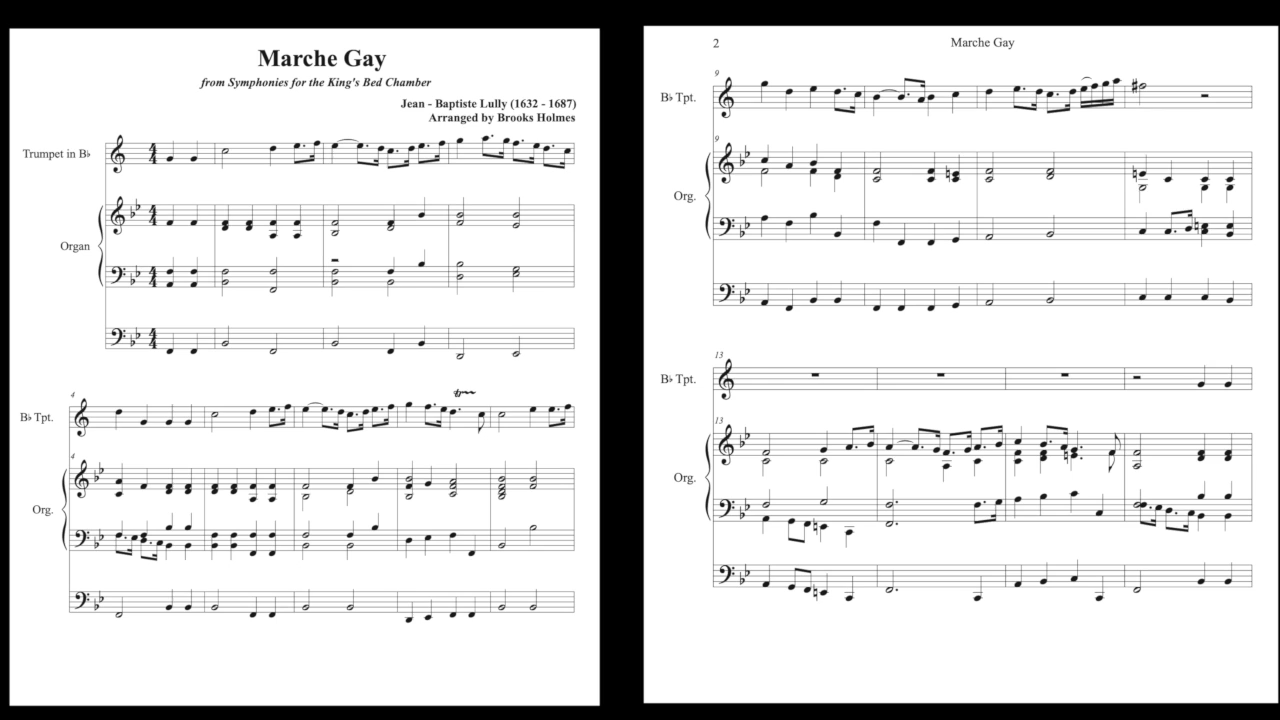 Marche Gay
from Symphonies for the King's Bed Chamber
Jean - Baptiste Lully (1632 - 1687)
Arranged by Brooks Holmes
Trumpet in B♭
Organ
4
B♭ Tpt.
4
Org.
2
Marche Gay
9
B♭ Tpt.
9
Org.
13
B♭ Tpt.
13
Org.